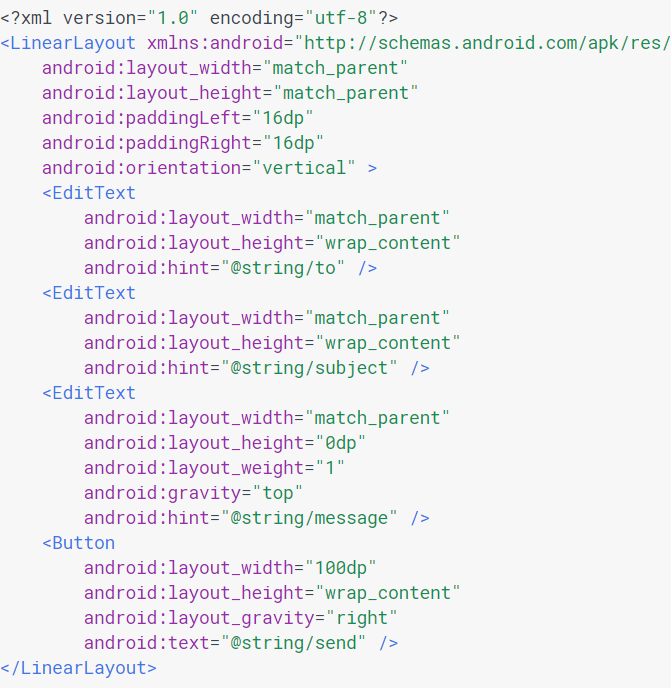 <?xml version="1.0" encoding="utf-8"?>
<LinearLayout xmlns:android="http://schemas.android.com/apk/res/
    android:layout_width="match_parent"
    android:layout_height="match_parent"
    android:paddingLeft="16dp"
    android:paddingRight="16dp"
    android:orientation="vertical" >
    <EditText
        android:layout_width="match_parent"
        android:layout_height="wrap_content"
        android:hint="@string/to" />
    <EditText
        android:layout_width="match_parent"
        android:layout_height="wrap_content"
        android:hint="@string/subject" />
    <EditText
        android:layout_width="match_parent"
        android:layout_height="0dp"
        android:layout_weight="1"
        android:gravity="top"
        android:hint="@string/message" />
    <Button
        android:layout_width="100dp"
        android:layout_height="wrap_content"
        android:layout_gravity="right"
        android:text="@string/send" />
</LinearLayout>